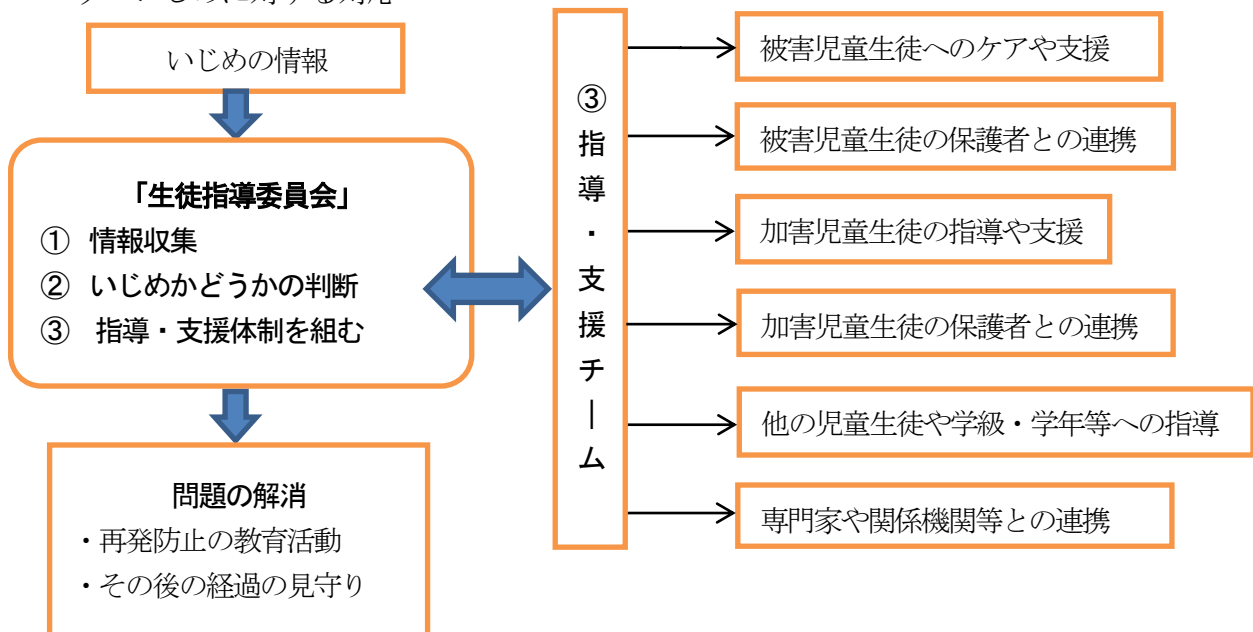 いじめの情報
「生徒指導委員会」
① 情報収集
② いじめかどうかの判断
③ 指導・支援体制を組む
問題の解消
・再発防止の教育活動
・その後の経過の見守り
③指導・支援チーム
被害児童生徒へのケアや支援
被害児童生徒の保護者との連携
加害児童生徒の指導や支援
加害児童生徒の保護者との連携
他の児童生徒や学級・学年等への指導
専門家や関係機関等との連携